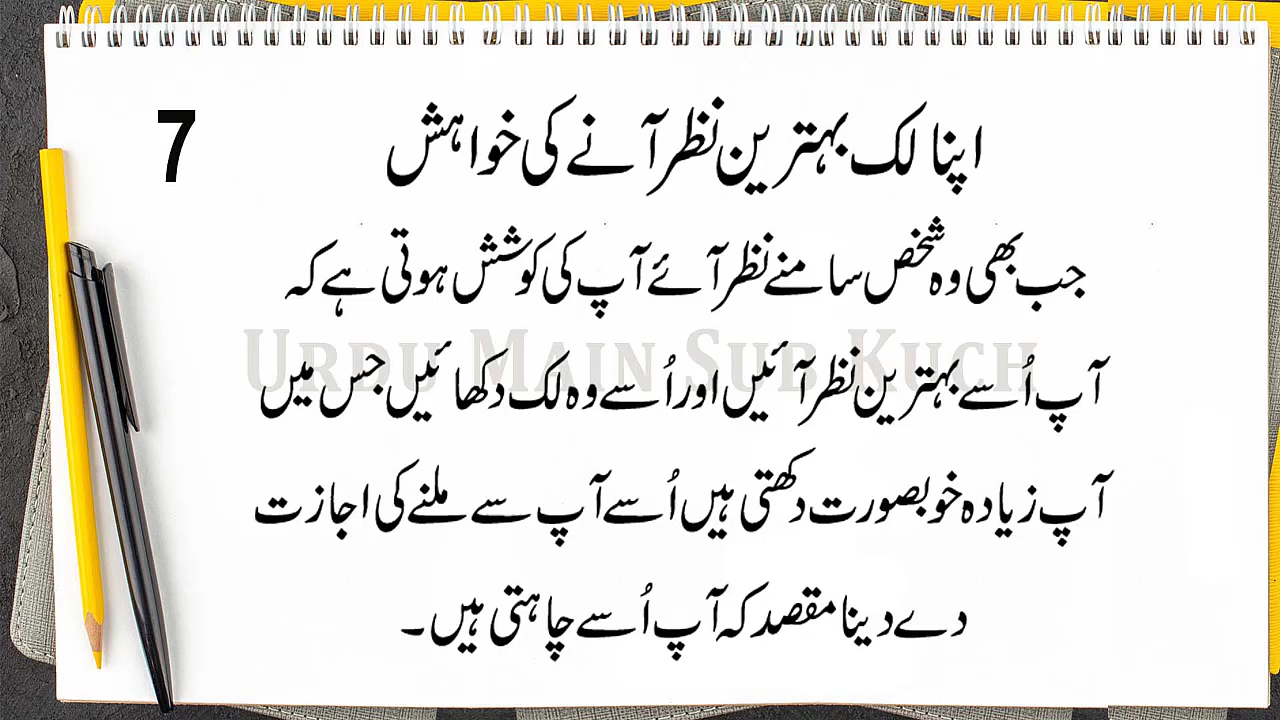 7
اپنا لک بہترین نظر آنے کی خواہش
جب بھی وہ شخص سامنے نظر آئے آپ کی کوشش ہوتی ہے کہ
Urdu Main Sub Kuch
آپ اُسے بہترین نظر آئیں اور اُسے وہ لک دکھائیں جس میں
آپ زیادہ خوبصورت دکھتی ہیں اُسے آپ سے ملنے کی اجازت
دے دینا مقصد کہ آپ اُسے چاہتی ہیں۔